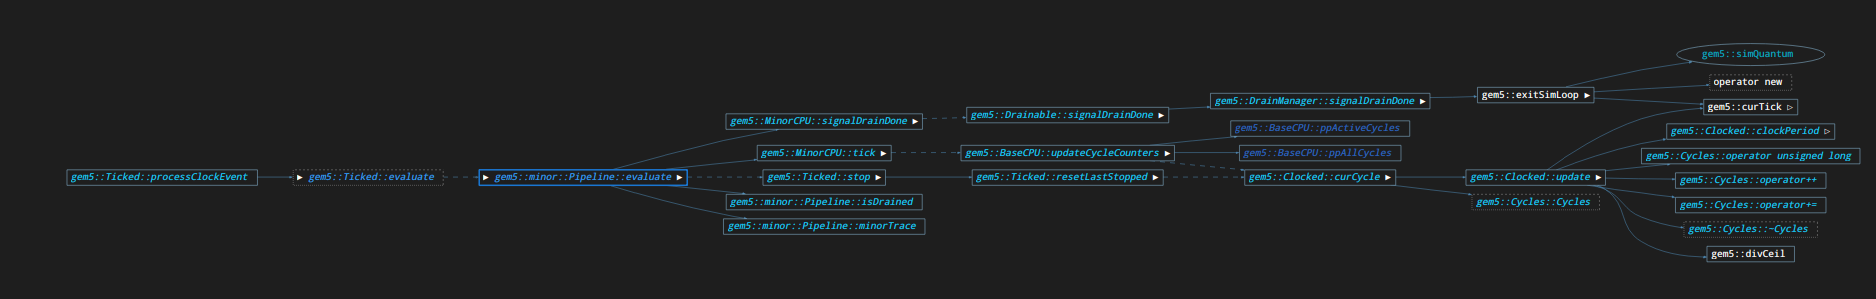 gem5::Ticked::processClockEvent
gem5::Ticked::evaluate
gem5::minor::Pipeline::evaluate
gem5::MinorCPU::signalDrainDone
gem5::MinorCPU::tick
gem5::Ticked::stop
gem5::minor::Pipeline::isDrained
gem5::minor::Pipeline::minorTrace
gem5::Drainable::signalDrainDone
gem5::BaseCPU::updateCycleCounters
gem5::Ticked::resetLastStopped
gem5::DrainManager::signalDrainDone
gem5::BaseCPU::ppActiveCycles
gem5::BaseCPU::ppAllCycles
gem5::Clocked::curCycle
gem5::exitSimLoop
gem5::Clocked::update
gem5::Cycles::Cycles
gem5::simQuantum
operator new
gem5::curTick
gem5::Clocked::clockPeriod
gem5::Cycles::operator unsigned long
gem5::Cycles::operator++
gem5::Cycles::operator+=
gem5::Cycles::~Cycles
gem5::divCeil